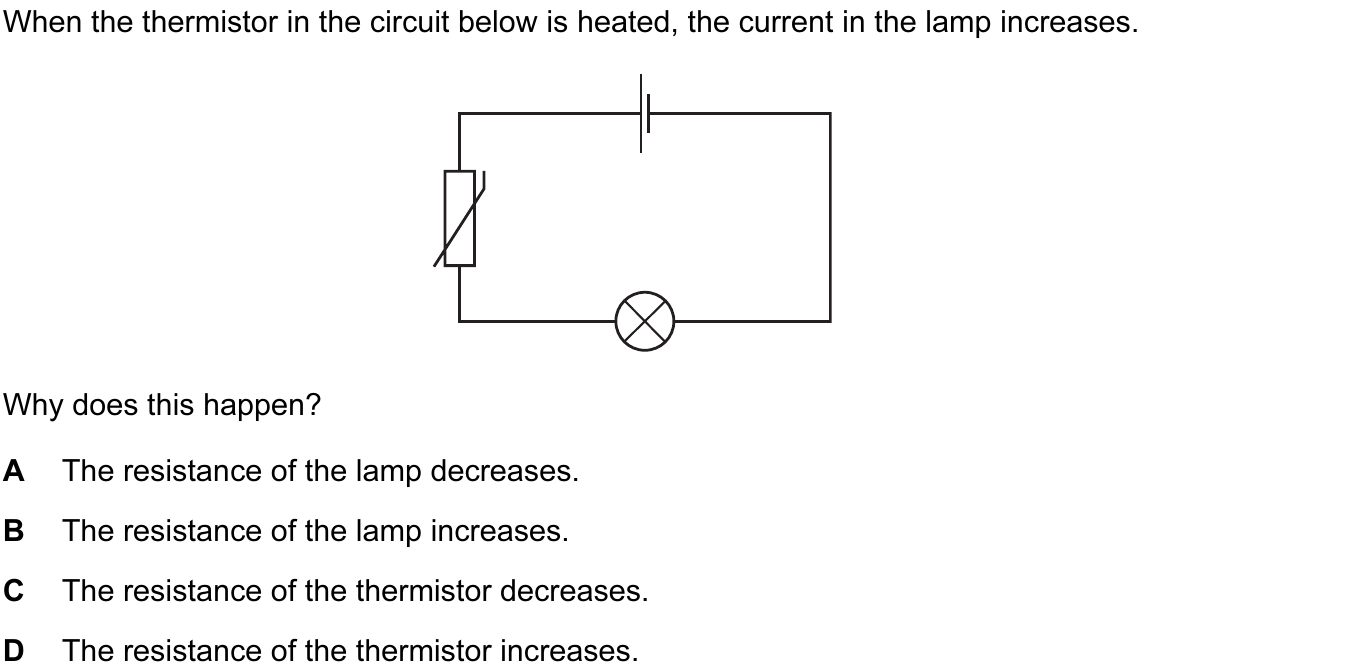 When the thermistor in the circuit below is heated, the current in the lamp increases.
Why does this happen?
A The resistance of the lamp decreases.
B The resistance of the lamp increases.
C The resistance of the thermistor decreases.
D The resistance of the thermistor increases.